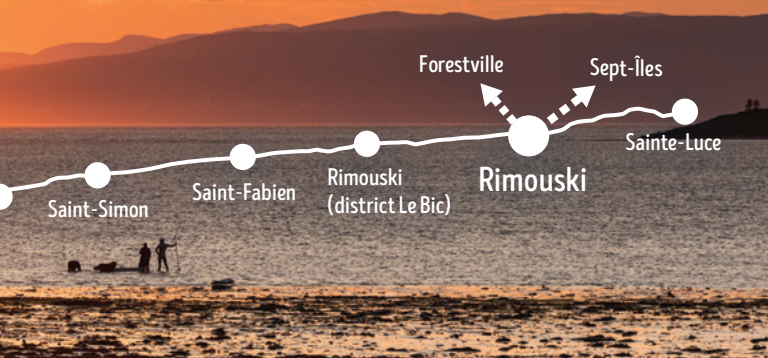 Forestville
Sept-Îles
Sainte-Luce
Rimouski
Rimouski
(district Le Bic)
Saint-Fabien
Saint-Simon